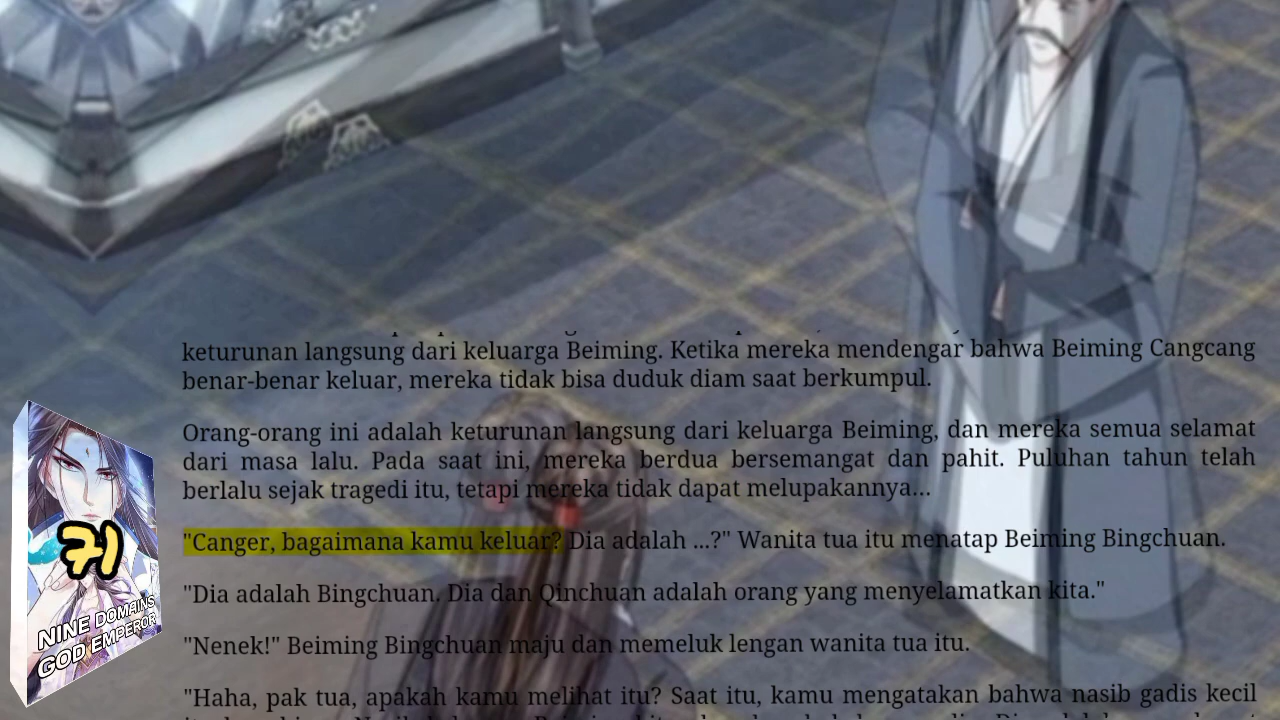 keturunan langsung dari keluarga Beiming. Ketika mereka mendengar bahwa Beiming Cangcang
benar-benar keluar, mereka tidak bisa duduk diam saat berkumpul.
Orang-orang ini adalah keturunan langsung dari keluarga Beiming, dan mereka semua selamat
dari masa lalu. Pada saat ini, mereka berdua bersemangat dan pahit. Puluhan tahun telah
berlalu sejak tragedi itu, tetapi mereka tidak dapat melupakannya...
"Canger, bagaimana kamu keluar? Dia adalah ...?" Wanita tua itu menatap Beiming Bingchuan.
"Dia adalah Bingchuan. Dia dan Qinchuan adalah orang yang menyelamatkan kita."
"Nenek!" Beiming Bingchuan maju dan memeluk lengan wanita tua itu.
"Haha, pak tua, apakah kamu melihat itu? Saat itu, kamu mengatakan bahwa nasib gadis kecil
71
NINE DOMAINS
GOD EMPEROR